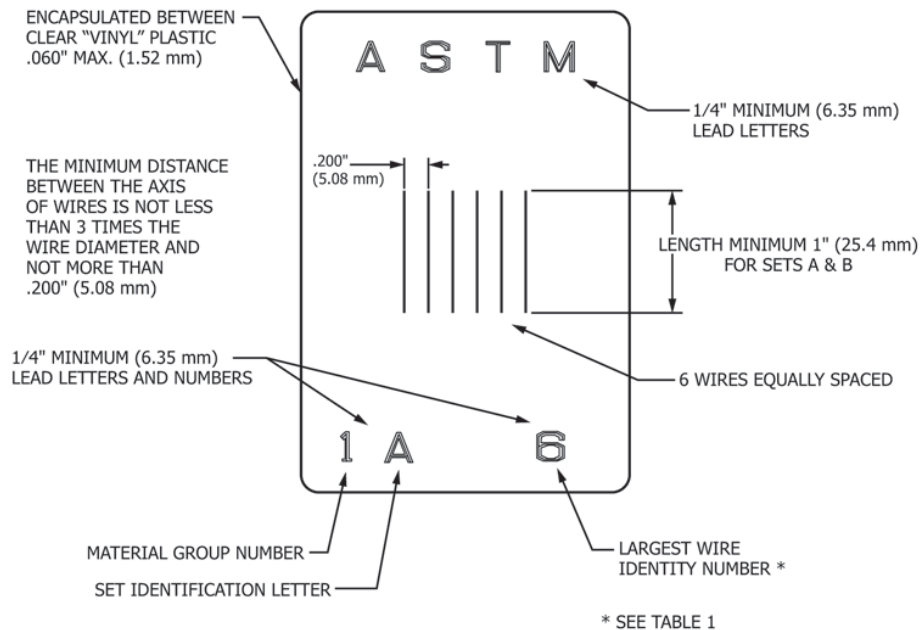 ENCAPSULATED BETWEEN
CLEAR “VINYL” PLASTIC
.060" MAX. (1.52 mm)
A S T M
1/4" MINIMUM (6.35 mm)
LEAD LETTERS
THE MINIMUM DISTANCE
BETWEEN THE AXIS
OF WIRES IS NOT LESS
THAN 3 TIMES THE
WIRE DIAMETER AND
NOT MORE THAN
.200" (5.08 mm)
.200"
(5.08 mm)
LENGTH MINIMUM 1" (25.4 mm)
FOR SETS A & B
1/4" MINIMUM (6.35 mm)
LEAD LETTERS AND NUMBERS
6 WIRES EQUALLY SPACED
1 A 6
MATERIAL GROUP NUMBER
SET IDENTIFICATION LETTER
LARGEST WIRE
IDENTITY NUMBER *
* SEE TABLE 1